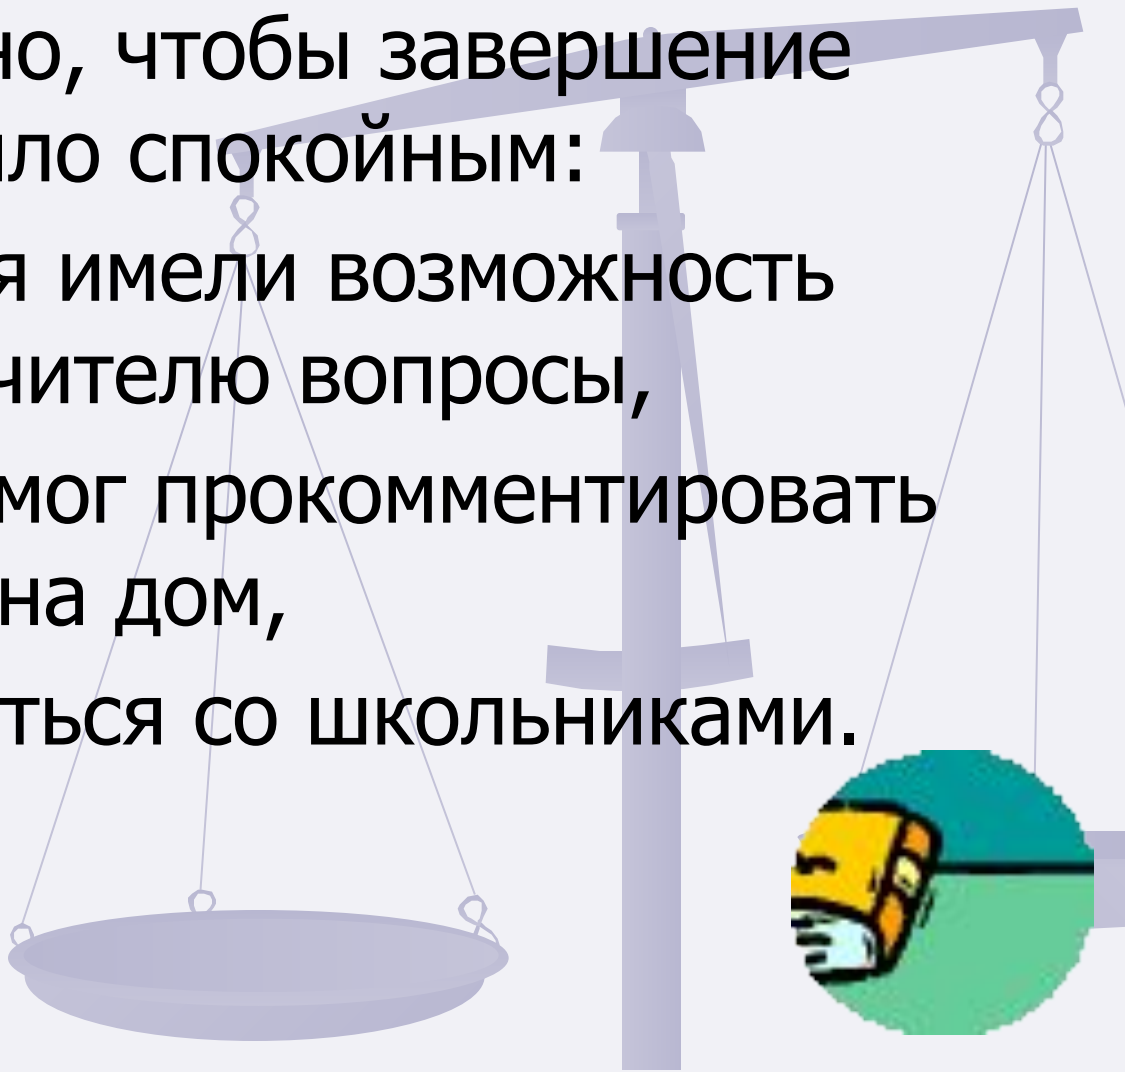 но, чтобы завершение
ло спокойным:
я имели возможность
чителю вопросы,
мог прокомментировать
на дом,
ться со школьниками.